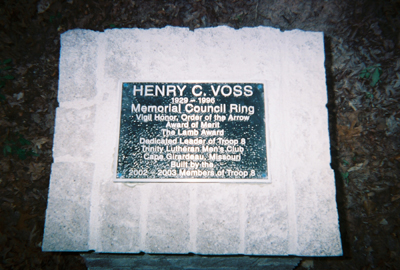 HENRY C. VOSS
1929 – 1996
Memorial Council Ring
Vigil Honor, Order of the Arrow
Award of Merit
The Lamb Award
Dedicated Leader of Troop 8
Trinity Lutheran Men's Club
Cape Girardeau, Missouri
Built by the
2002 – 2003 Members of Troop 8